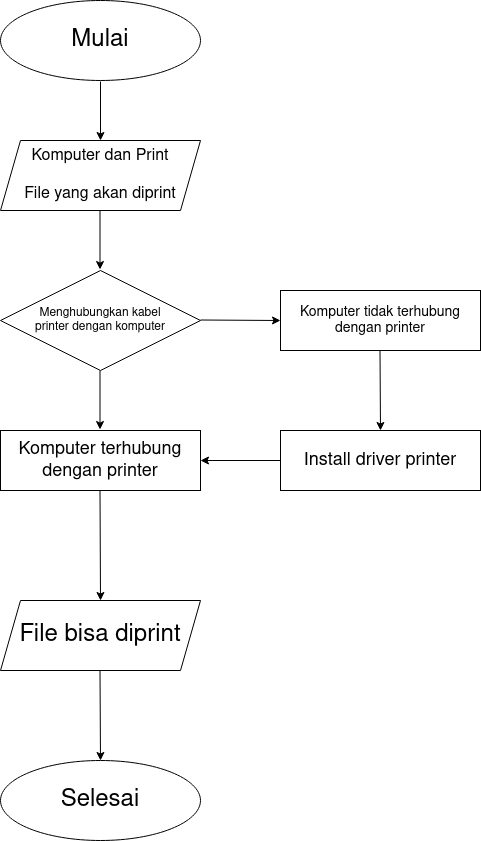 Mulai
Komputer dan Print
File yang akan diprint
Menghubungkan kabel
printer dengan komputer
Komputer tidak terhubung
dengan printer
Komputer terhubung
dengan printer
Install driver printer
File bisa diprint
Selesai